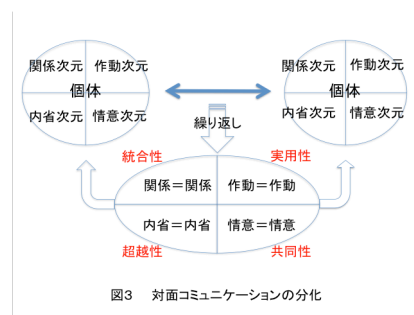 関係次元 作動次元
個体
内省次元 情意次元
関係次元 作動次元
個体
内省次元 情意次元
繰り返し
統合性 実用性
関係=関係 作動=作動
内省=内省 情意=情意
超越性 共同性
図3 対面コミュニケーションの分化